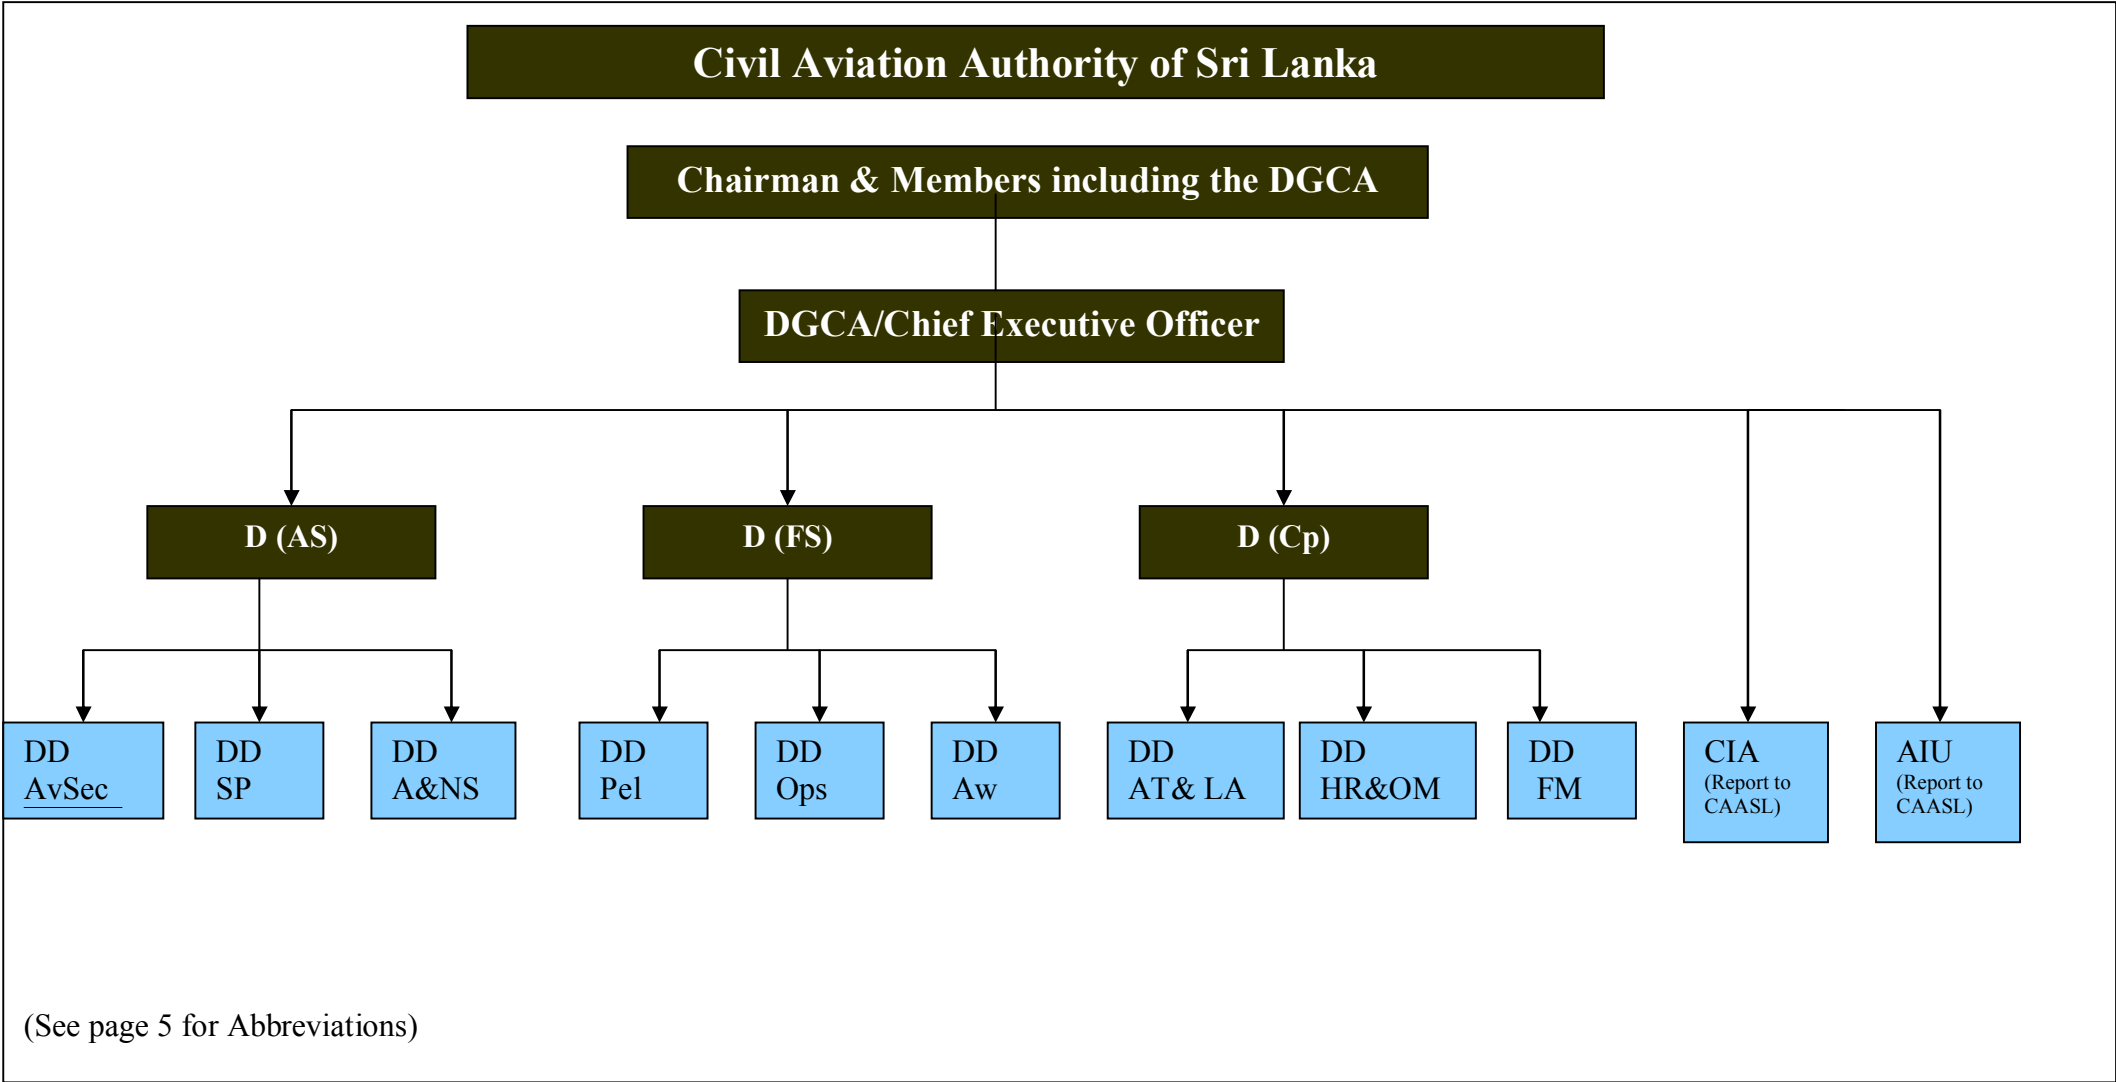 Civil Aviation Authority of Sri Lanka
Chairman & Members including the DGCA
DGCA/Chief Executive Officer
D (AS)
D (FS)
D (Cp)
DD
AvSec
DD
SP
DD
A&NS
DD
Pel
DD
Ops
DD
Aw
DD
AT& LA
DD
HR&OM
DD
FM
CIA
(Report to
CAASL)
AIU
(Report to
CAASL)
(See page 5 for Abbreviations)